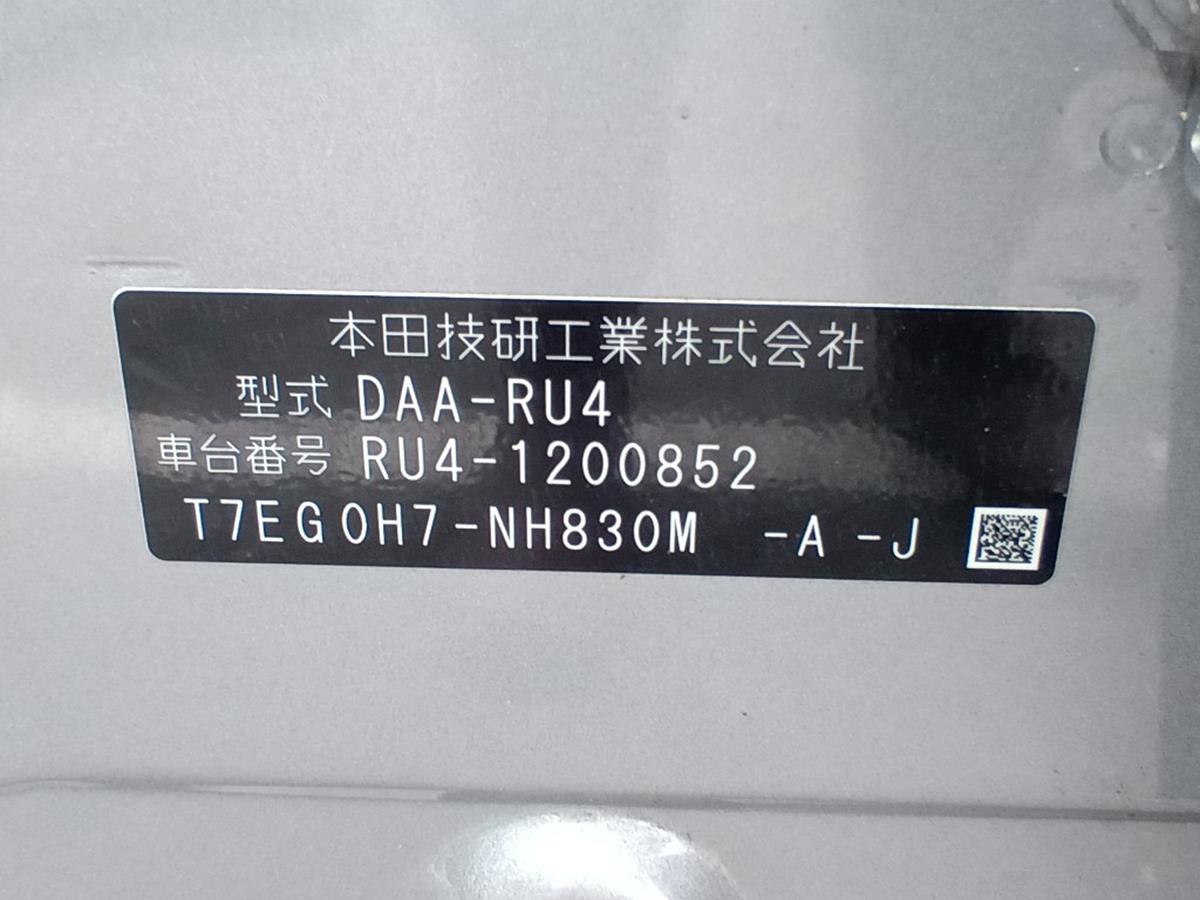 本田技研工業株式会社
型式 DAA-RU4
車台番号 RU4-1200852
T7EG0H7-NH830M -A -J